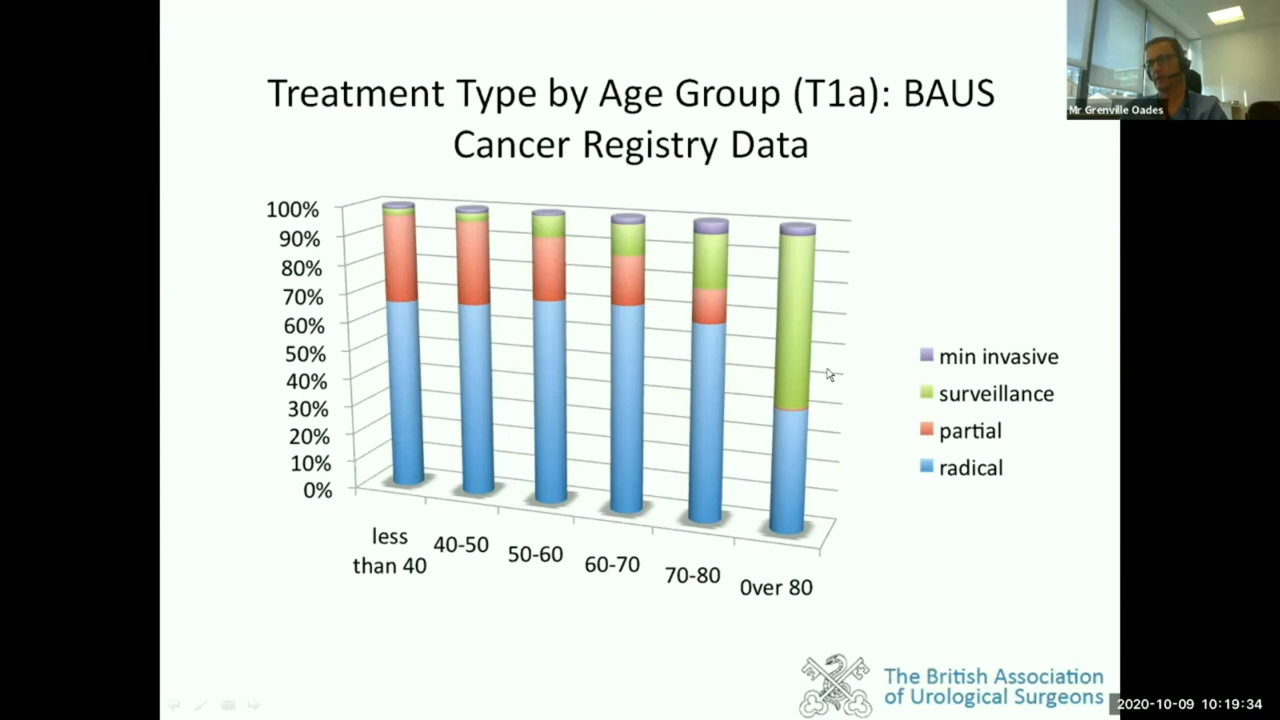 Mr Grenville Oades
Treatment Type by Age Group (T1a): BAUS
Cancer Registry Data
100%
90%
80%
70%
60%
50%
40%
30%
20%
10%
0%
less
than 40
40-50
50-60
60-70
70-80
0ver 80
min invasive
surveillance
partial
radical
The British Association
of Urological Surgeons
2020-10-09 10:19:34